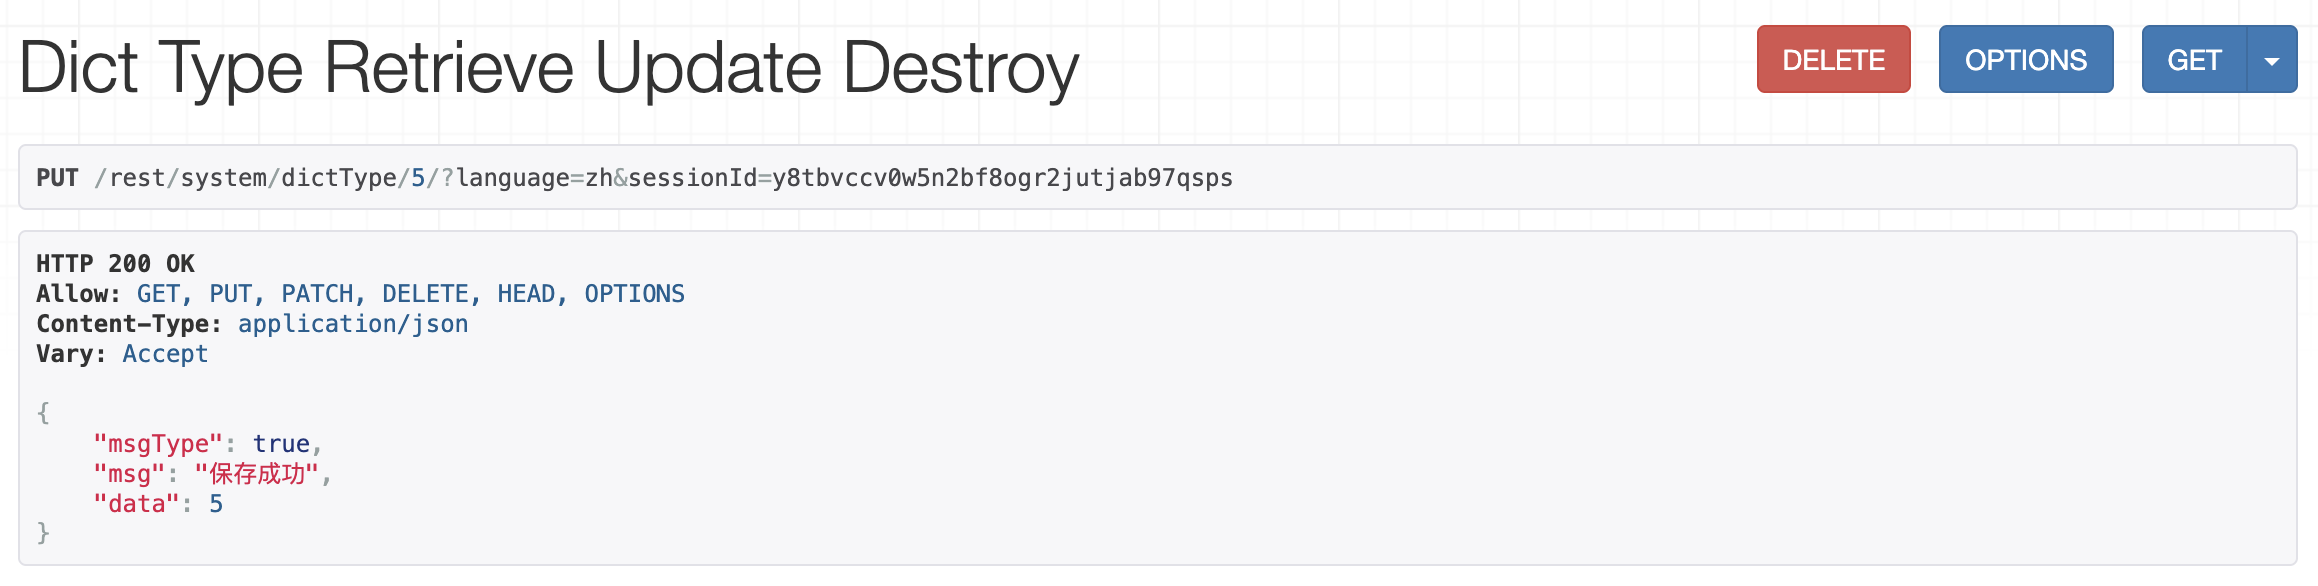 Dict Type Retrieve Update Destroy
DELETE
OPTIONS
GET
PUT /rest/system/dictType/5/?language=zh&sessionId=y8tbvccv0w5n2bf8ogr2jutjab97qsps
HTTP 200 OK
Allow: GET, PUT, PATCH, DELETE, HEAD, OPTIONS
Content-Type: application/json
Vary: Accept
{
"msgType": true,
"msg": "保存成功",
"data": 5
}